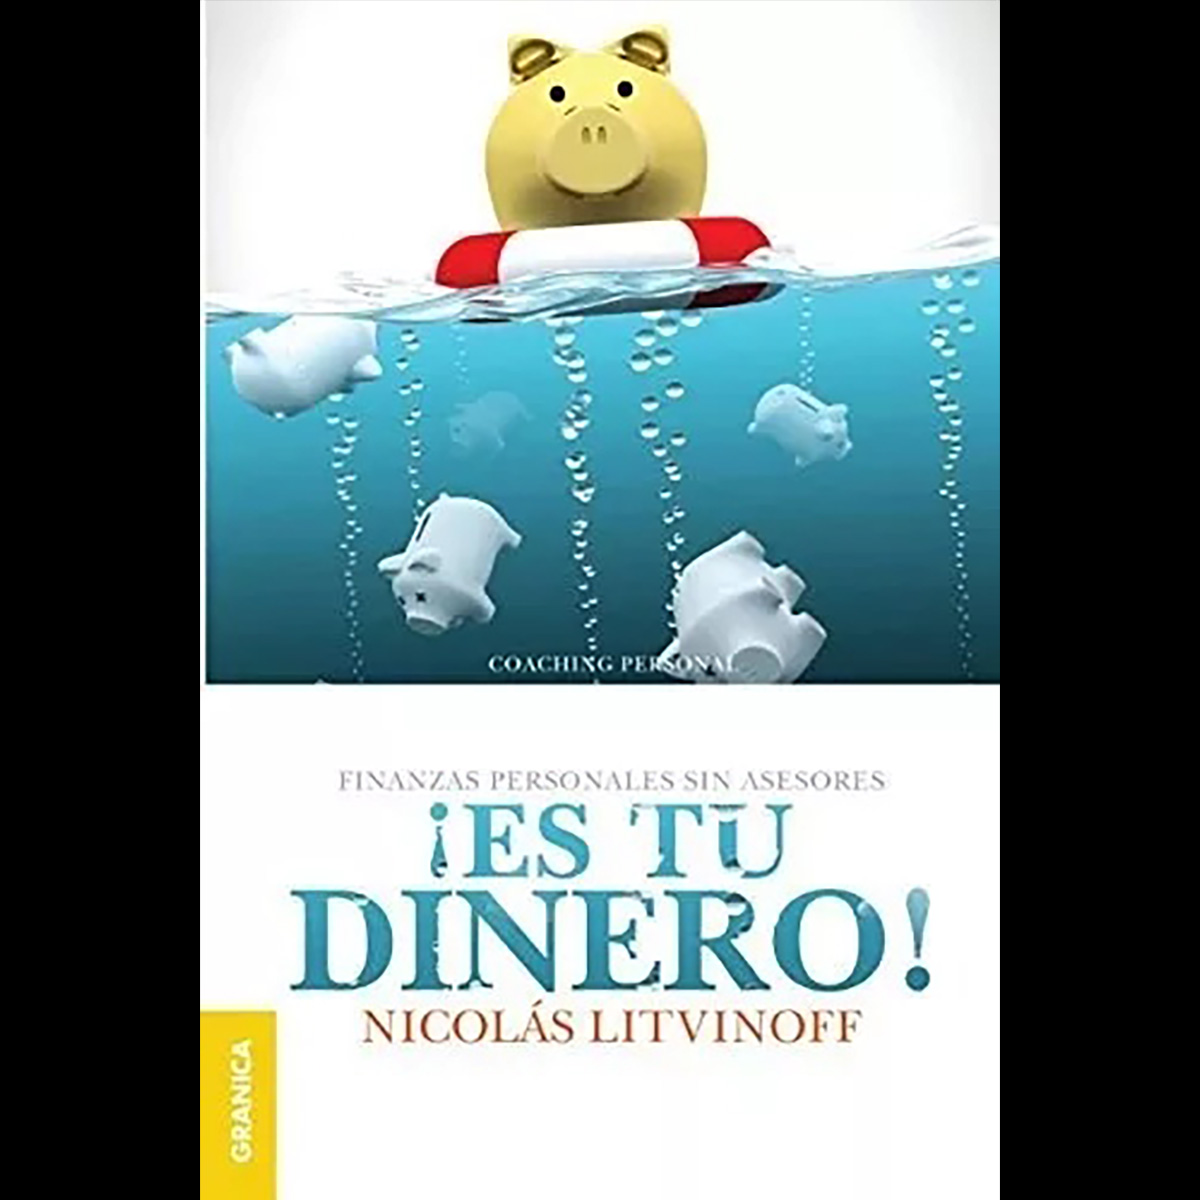 COACHING PERSONAL
FINANZAS PERSONALES SIN ASESORES
¡ES TU
DINERO!
NICOLÁS LITVINOFF
GRANICA